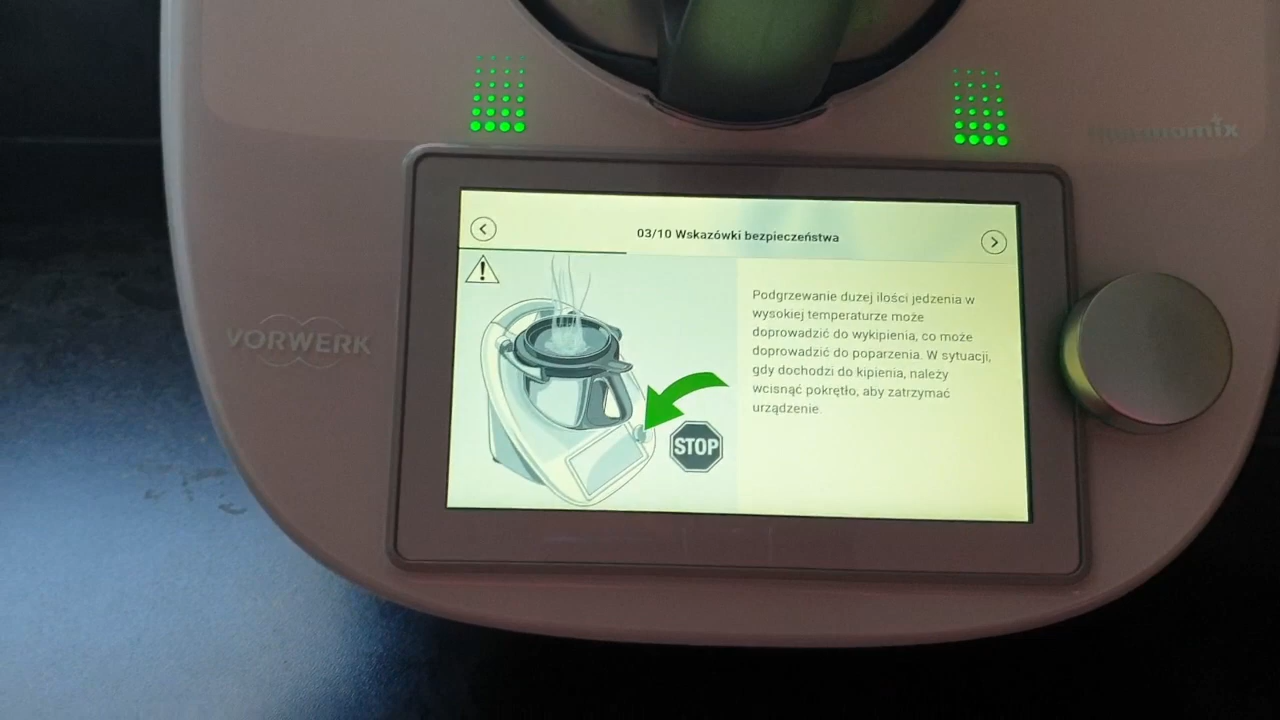 thermomix
03/10 Wskazówki bezpieczeństwa
Podgrzewanie dużej ilości jedzenia w
wysokiej temperaturze może
doprowadzić do wykipienia, co może
doprowadzić do poparzenia. W sytuacji,
gdy dochodzi do kipienia, należy
wcisnąć pokrętło, aby zatrzymać
urządzenie.
STOP
VORWERK